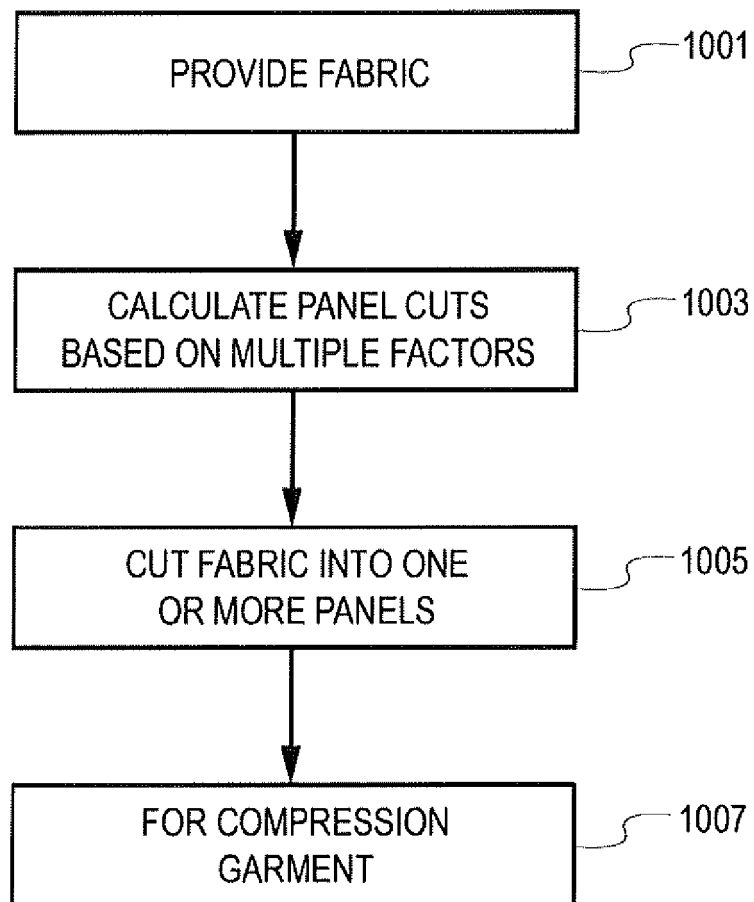 PROVIDE FABRIC
1001
CALCULATE PANEL CUTS
BASED ON MULTIPLE FACTORS
1003
CUT FABRIC INTO ONE
OR MORE PANELS
1005
FOR COMPRESSION
GARMENT
1007